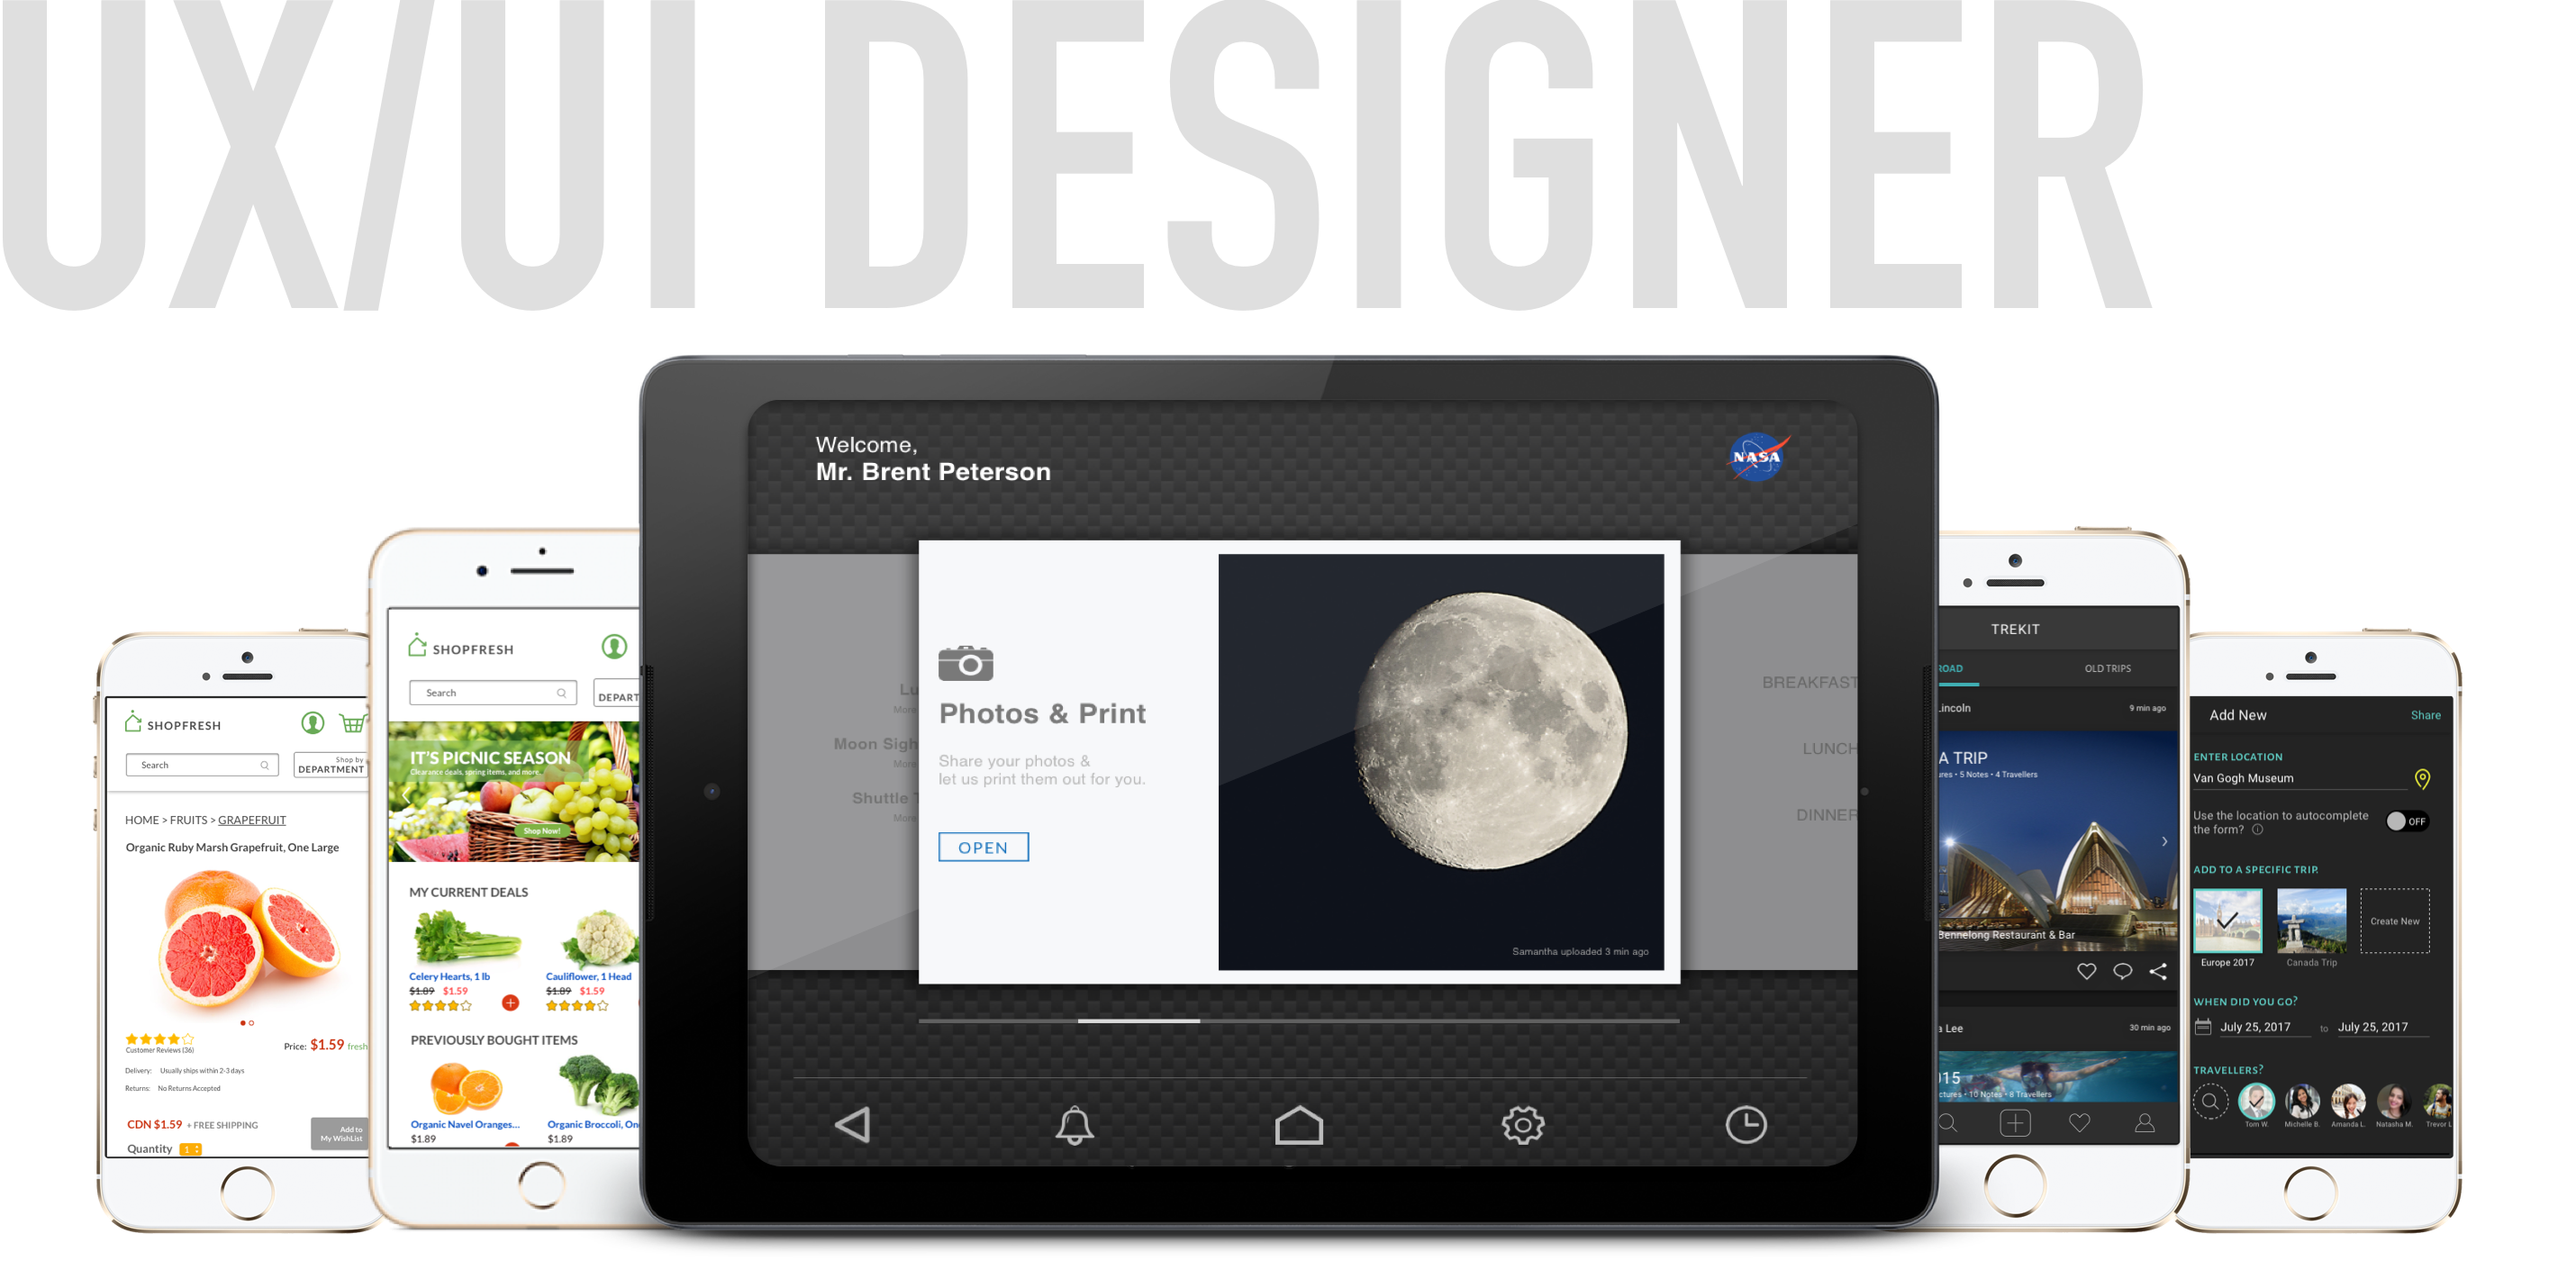 UX/UI DESIGNER
SHOPFRESH
Search
Shop by
DEPARTMENT
HOME > FRUITS > GRAPEFRUIT
Organic Ruby Marsh Grapefruit, One Large
Customer Reviews (36)
Price: $1.59 fresh
Delivery: Usually ships within 2-3 days
Returns: No Returns Accepted
CDN $1.59 + FREE SHIPPING
Add to
My WishList
Quantity 1
SHOPFRESH
Search
DEPART
IT'S PICNIC SEASON
Clearance deals, spring items, and more...
Shop Now!
MY CURRENT DEALS
Celery Hearts, 1 lb
$1.89 $1.59
Cauliflower, 1 Head
$1.89 $1.59
PREVIOUSLY BOUGHT ITEMS
Organic Navel Oranges...
$1.89
Organic Broccoli, On
$1.89
Welcome,
Mr. Brent Peterson
NASA
Lu
More
Moon Sigh
More
Shuttle T
More
Photos & Print
Share your photos &
let us print them out for you.
OPEN
Samantha uploaded 3 min ago
BREAKFAST
LUNCH
DINNER
TREKIT
ROAD
OLD TRIPS
Lincoln
9 min ago
A TRIP
ures • 5 Notes • 4 Travellers
Bennelong Restaurant & Bar
a Lee
30 min ago
015
ctures • 10 Notes • 8 Travellers
Add New
Share
ENTER LOCATION
Van Gogh Museum
Use the location to autocomplete
the form?
OFF
ADD TO A SPECIFIC TRIP.
Create New
Europe 2017
Canada Trip
WHEN DID YOU GO?
July 25, 2017 to July 25, 2017
TRAVELLERS?
Tom W.
Michelle B.
Amanda L.
Natasha M.
Trevor L